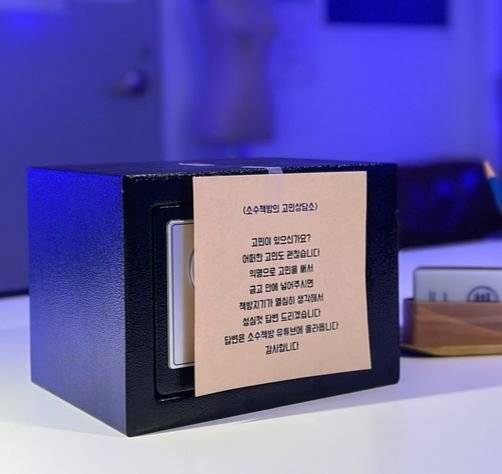 <소수책방의 고민상담소>
고민이 있으신가요?
어떠한 고민도 괜찮습니다
익명으로 고민을 써서
금고 안에 넣어주시면
책방지기가 열심히 생각해서
성심껏 답변 드리겠습니다
답변은 소수책방 유튜브에 올라옵니다
감사합니다